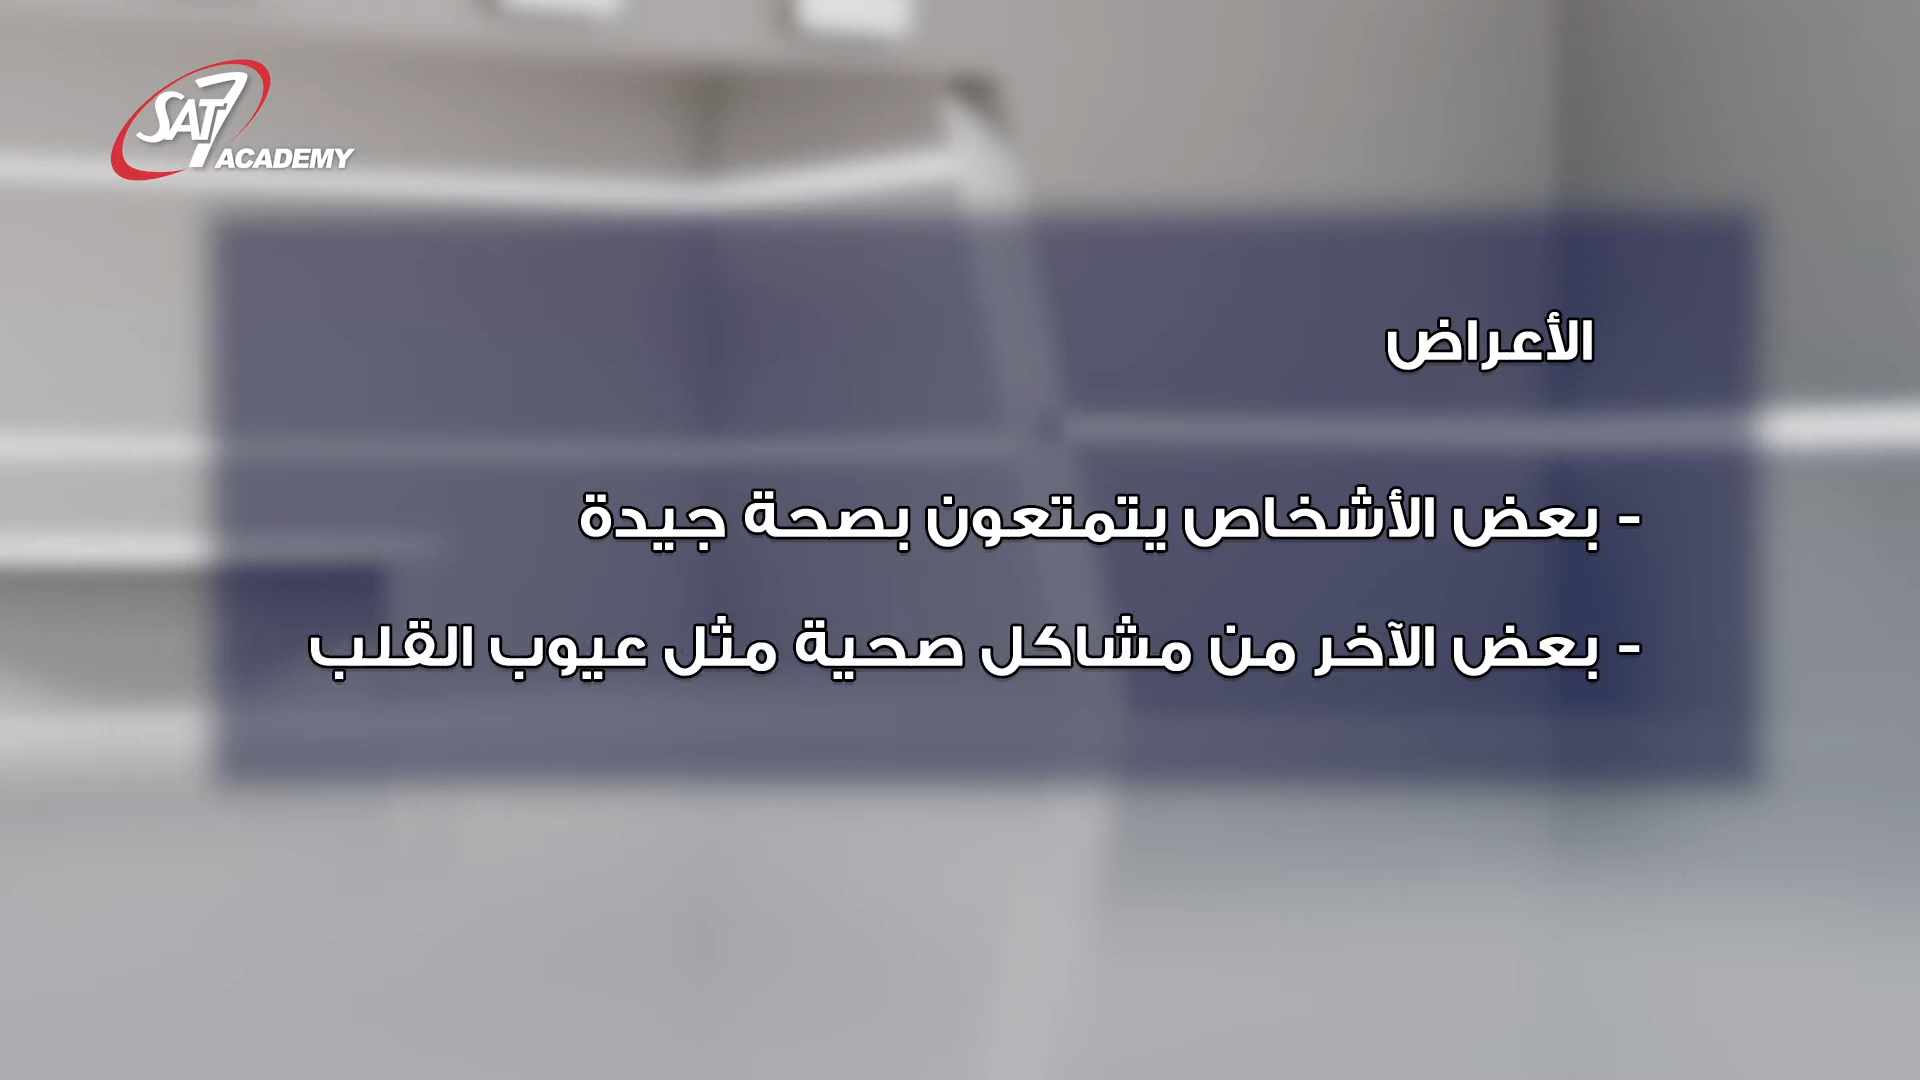 SAT7
ACADEMY
الأعراض
- بعض الأشخاص يتمتعون بصحة جيدة
- بعض الآخر من مشاكل صحية مثل عيوب القلب